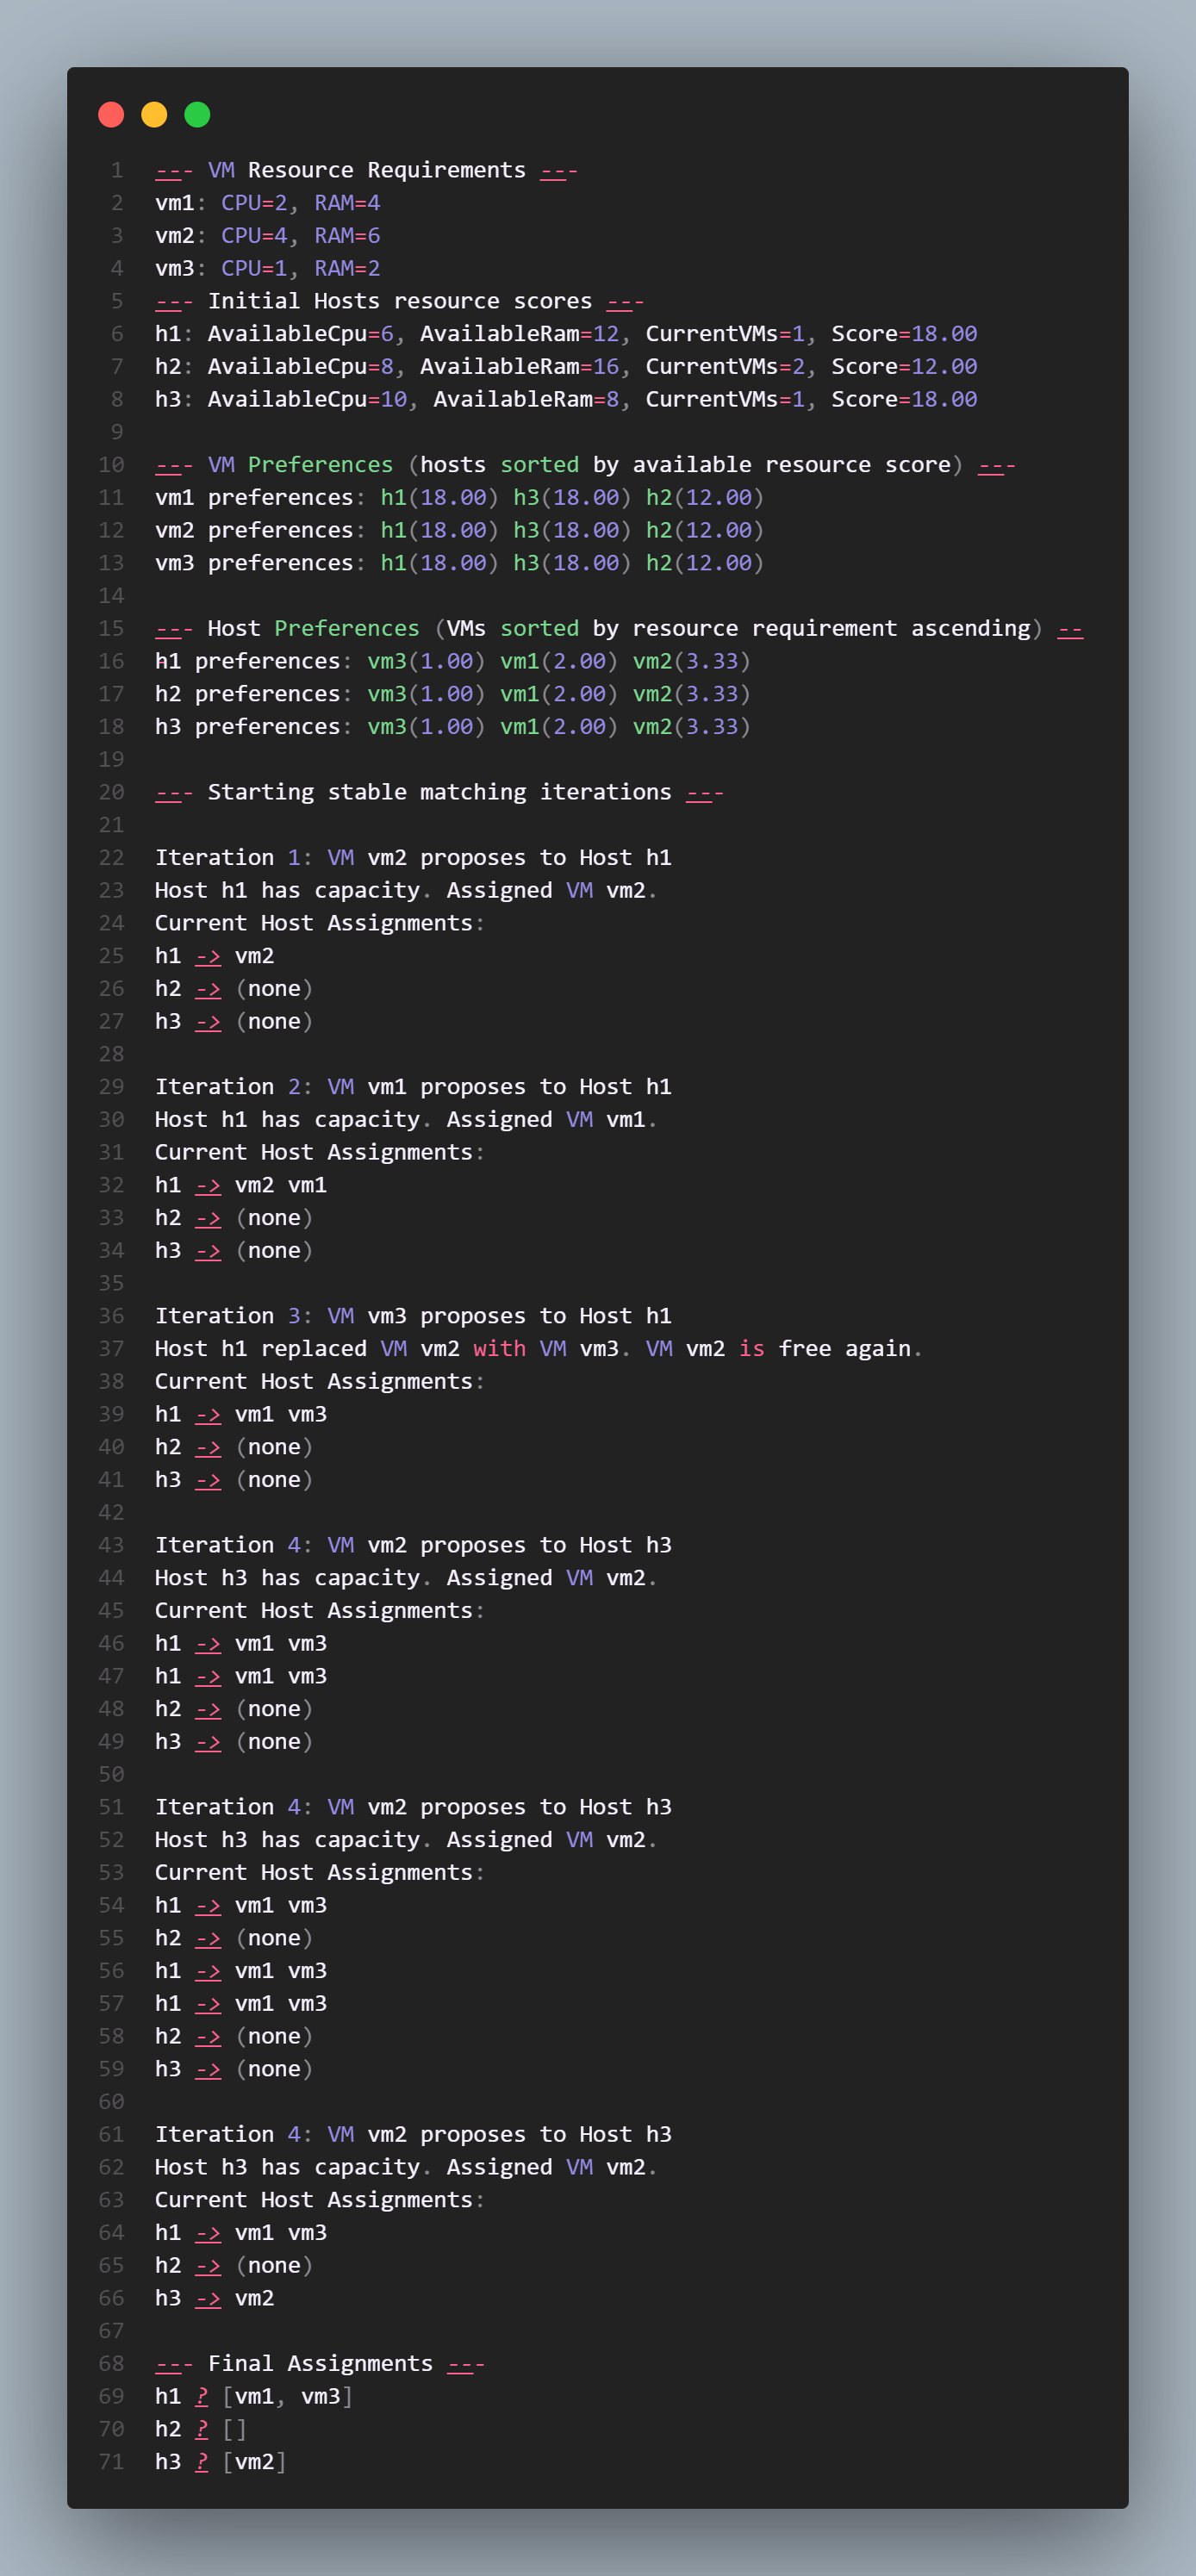 1 --- VM Resource Requirements ---
2 vm1: CPU=2, RAM=4
3 vm2: CPU=4, RAM=6
4 vm3: CPU=1, RAM=2
5 --- Initial Hosts resource scores ---
6 h1: AvailableCpu=6, AvailableRam=12, CurrentVMs=1, Score=18.00
7 h2: AvailableCpu=8, AvailableRam=16, CurrentVMs=2, Score=12.00
8 h3: AvailableCpu=10, AvailableRam=8, CurrentVMs=1, Score=18.00
9
10 --- VM Preferences (hosts sorted by available resource score) ---
11 vm1 preferences: h1(18.00) h3(18.00) h2(12.00)
12 vm2 preferences: h1(18.00) h3(18.00) h2(12.00)
13 vm3 preferences: h1(18.00) h3(18.00) h2(12.00)
14
15 --- Host Preferences (VMs sorted by resource requirement ascending) --
16 h1 preferences: vm3(1.00) vm1(2.00) vm2(3.33)
17 h2 preferences: vm3(1.00) vm1(2.00) vm2(3.33)
18 h3 preferences: vm3(1.00) vm1(2.00) vm2(3.33)
19
20 --- Starting stable matching iterations ---
21
22 Iteration 1: VM vm2 proposes to Host h1
23 Host h1 has capacity. Assigned VM vm2.
24 Current Host Assignments:
25 h1 -> vm2
26 h2 -> (none)
27 h3 -> (none)
28
29 Iteration 2: VM vm1 proposes to Host h1
30 Host h1 has capacity. Assigned VM vm1.
31 Current Host Assignments:
32 h1 -> vm2 vm1
33 h2 -> (none)
34 h3 -> (none)
35
36 Iteration 3: VM vm3 proposes to Host h1
37 Host h1 replaced VM vm2 with VM vm3. VM vm2 is free again.
38 Current Host Assignments:
39 h1 -> vm1 vm3
40 h2 -> (none)
41 h3 -> (none)
42
43 Iteration 4: VM vm2 proposes to Host h3
44 Host h3 has capacity. Assigned VM vm2.
45 Current Host Assignments:
46 h1 -> vm1 vm3
47 h1 -> vm1 vm3
48 h2 -> (none)
49 h3 -> (none)
50
51 Iteration 4: VM vm2 proposes to Host h3
52 Host h3 has capacity. Assigned VM vm2.
53 Current Host Assignments:
54 h1 -> vm1 vm3
55 h2 -> (none)
56 h1 -> vm1 vm3
57 h1 -> vm1 vm3
58 h2 -> (none)
59 h3 -> (none)
60
61 Iteration 4: VM vm2 proposes to Host h3
62 Host h3 has capacity. Assigned VM vm2.
63 Current Host Assignments:
64 h1 -> vm1 vm3
65 h2 -> (none)
66 h3 -> vm2
67
68 --- Final Assignments ---
69 h1 ? [vm1, vm3]
70 h2 ? []
71 h3 ? [vm2]